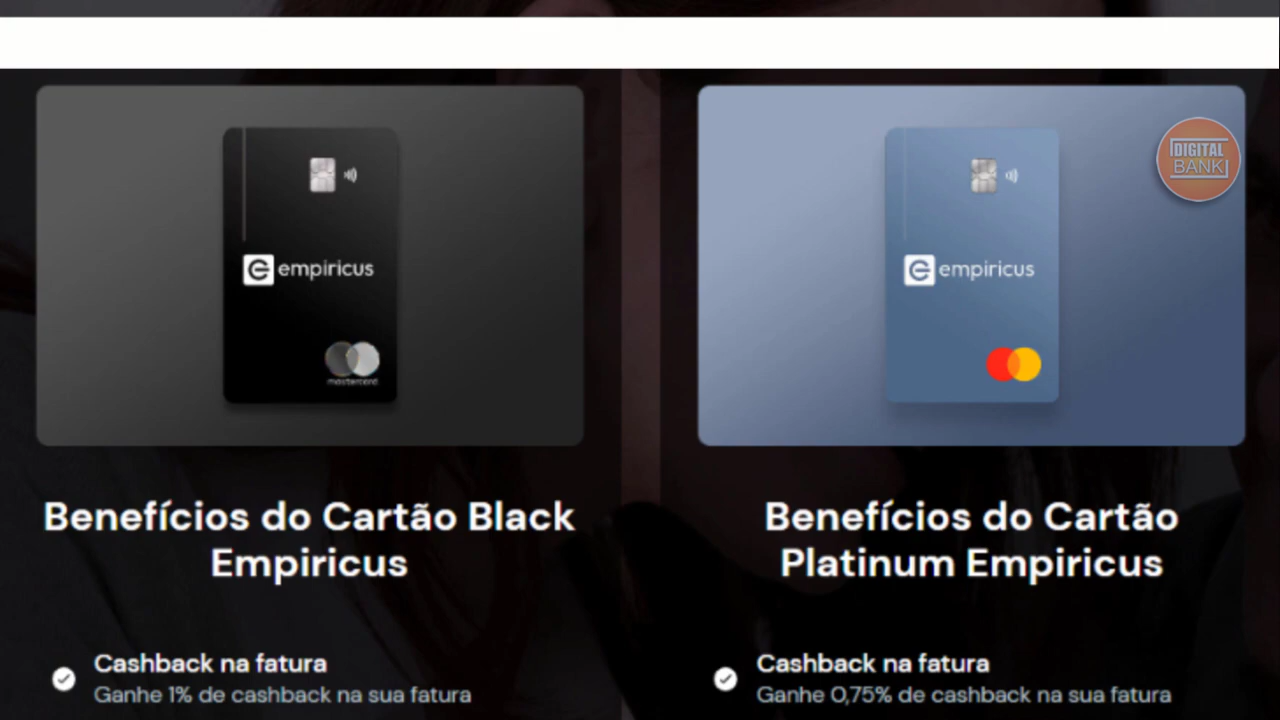 empiricus
mastercard
Benefícios do Cartão Black
Empiricus
Cashback na fatura
Ganhe 1% de cashback na sua fatura
DIGITAL
BANK
empiricus
Benefícios do Cartão
Platinum Empiricus
Cashback na fatura
Ganhe 0,75% de cashback na sua fatura